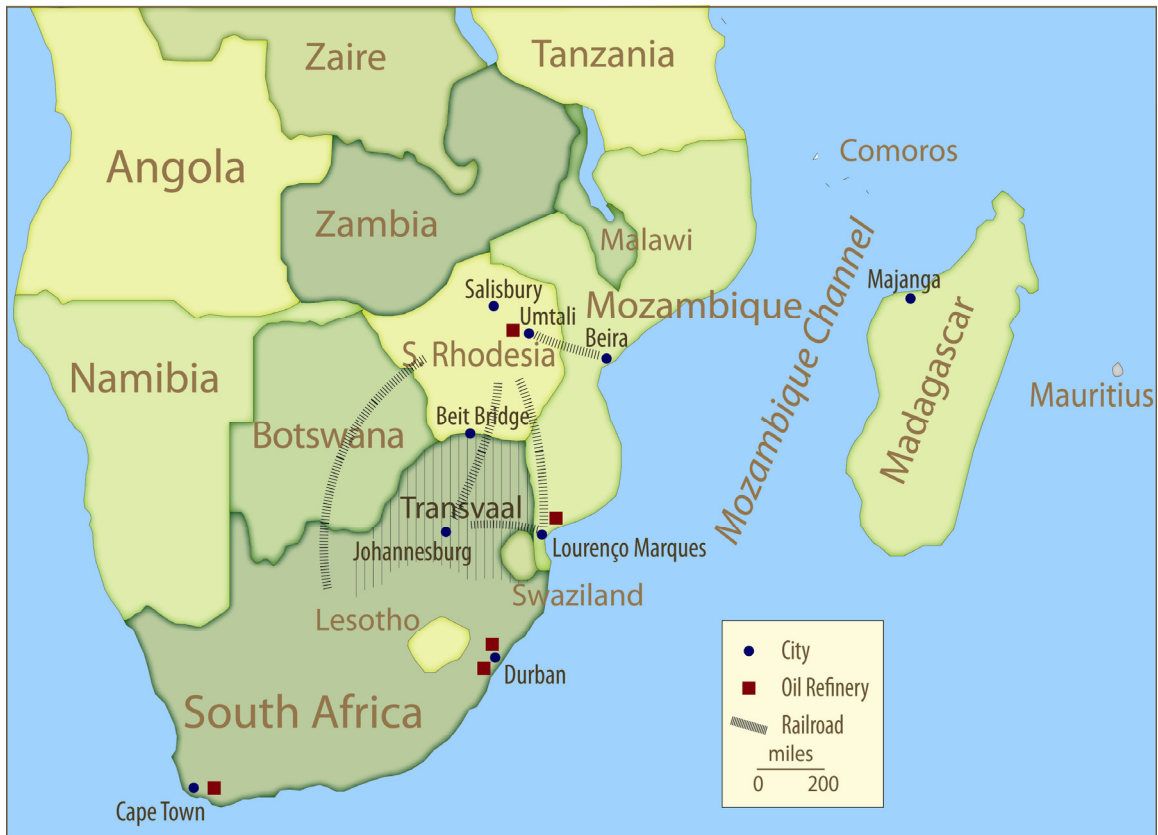 Zaire
Tanzania
Angola
Comoros
Zambia
Malawi
Majanga
Salisbury
Mozambique
Umtali
Beira
S. Rhodesia
Namibia
Mozambique Channel
Madagascar
Mauritius
Beit Bridge
Botswana
Transvaal
Johannesburg
Lourenço Marques
Swaziland
Lesotho
Durban
South Africa
Cape Town
City
Oil Refinery
Railroad
miles
0 200